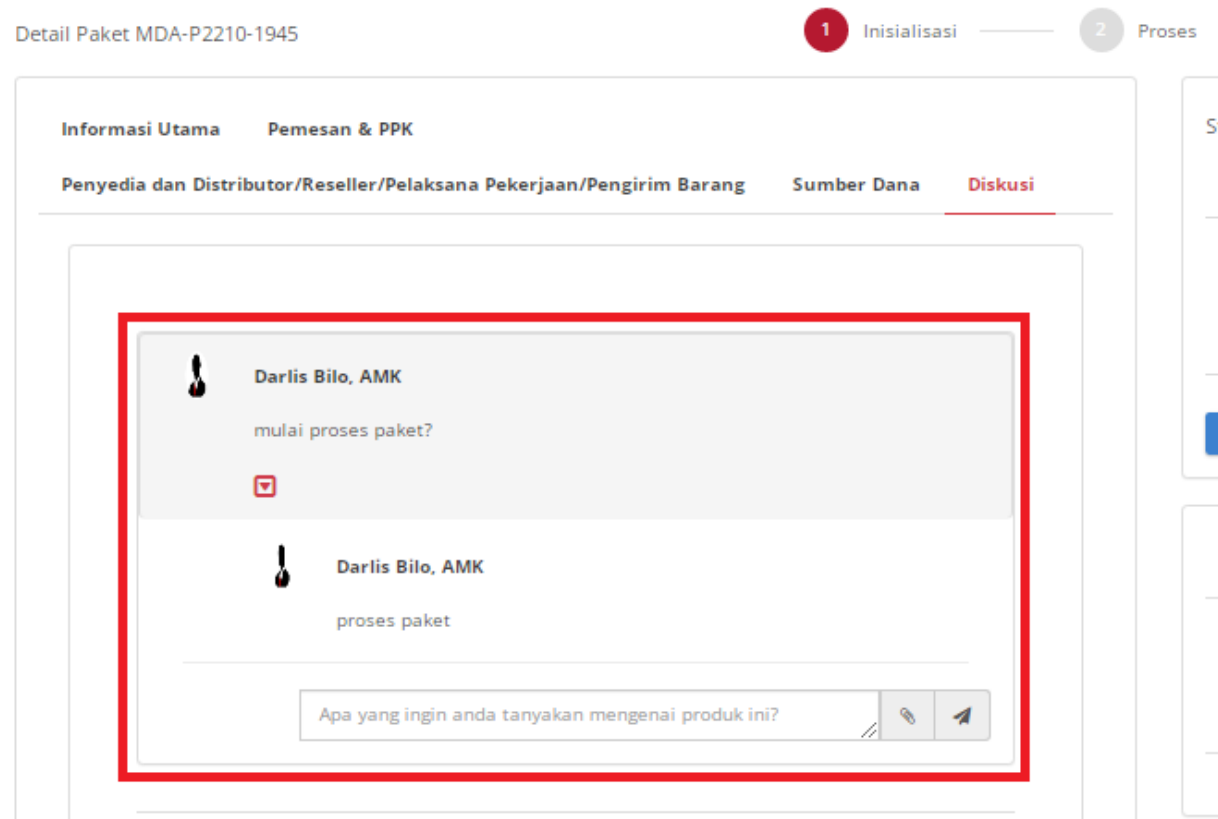 Detail Paket MDA-P2210-1945
1 Inisialisasi 2 Proses
Informasi Utama Pemesan & PPK
Penyedia dan Distributor/Reseller/Pelaksana Pekerjaan/Pengirim Barang Sumber Dana Diskusi
Darlis Bilo, AMK
mulai proses paket?
Darlis Bilo, AMK
proses paket
Apa yang ingin anda tanyakan mengenai produk ini?